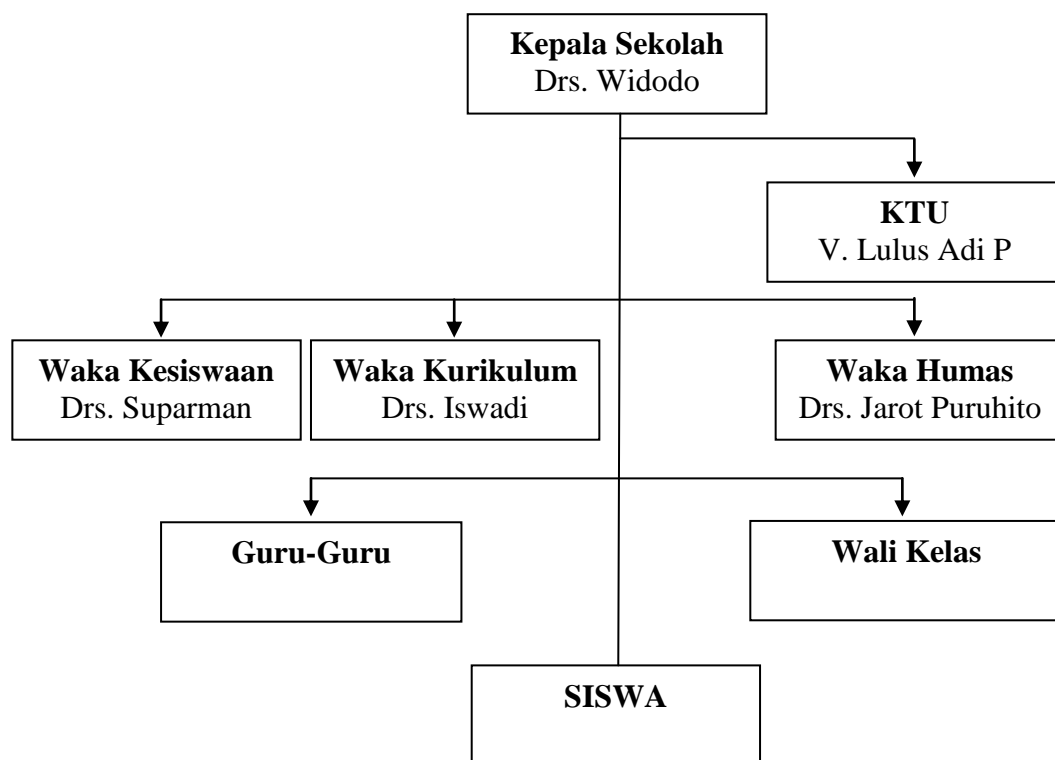 Kepala Sekolah
Drs. Widodo
KTU
V. Lulus Adi P
Waka Kesiswaan
Drs. Suparman
Waka Kurikulum
Drs. Iswadi
Waka Humas
Drs. Jarot Puruhito
Guru-Guru
Wali Kelas
SISWA